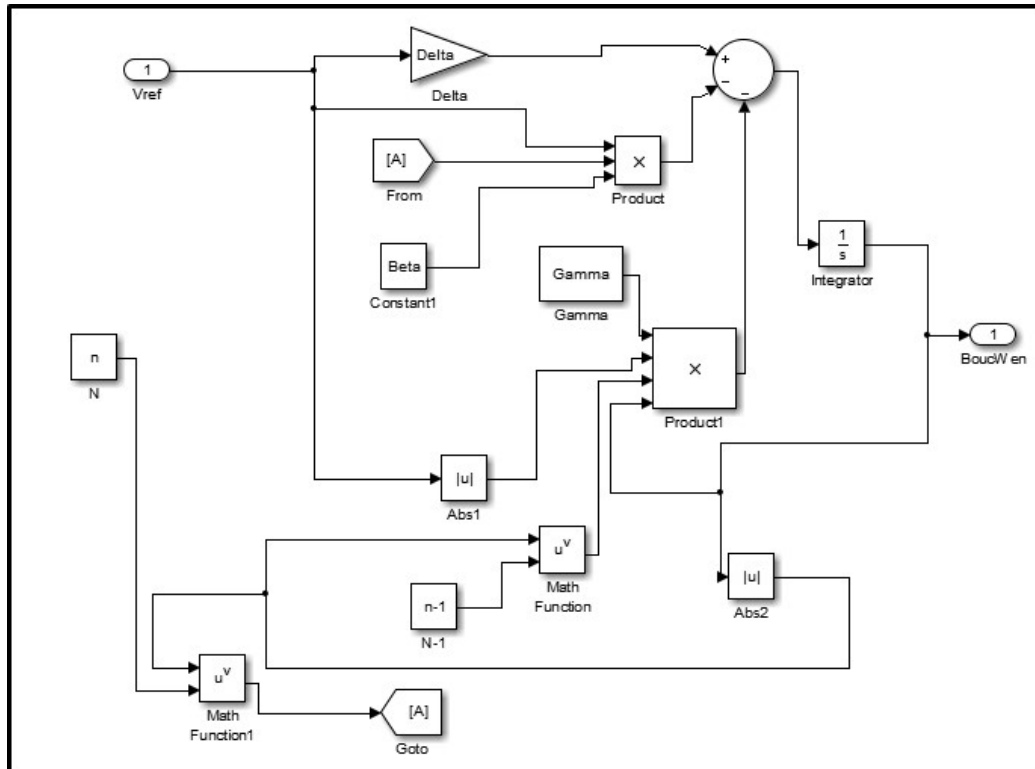 Delta
Delta
+
−
−
1
Vref
[A]
From
×
Product
Beta
Constant1
Gamma
Gamma
1
s
Integrator
1
BoucWen
n
N
×
Product1
|u|
Abs1
u^v
Math
Function
n-1
N-1
|u|
Abs2
u^v
Math
Function1
[A]
Goto